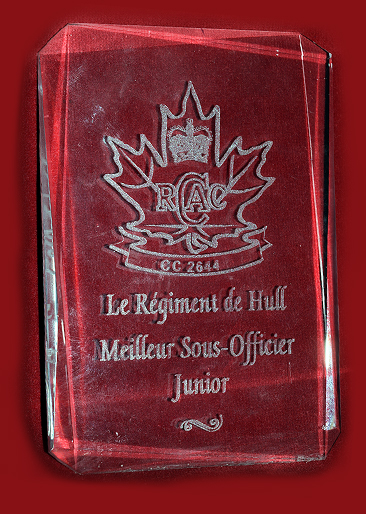 RCAC
CC 2644
Le Régiment de Hull
Meilleur Sous-Officier
Junior